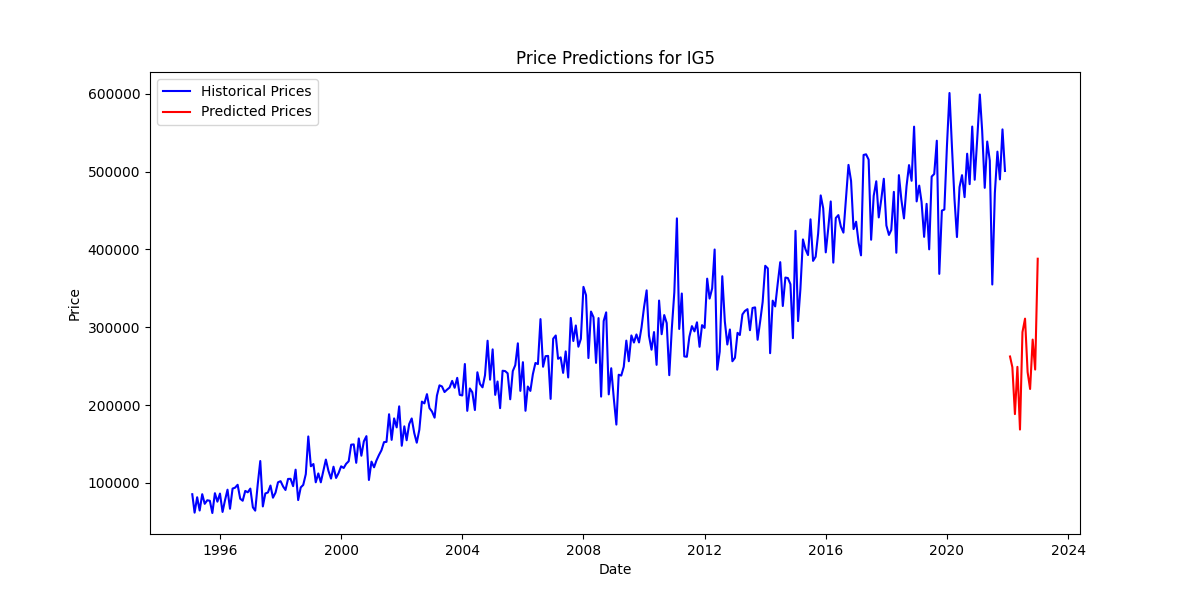 Price Predictions for IG5
Historical Prices
Predicted Prices
600000
500000
400000
300000
200000
100000
Price
1996 2000 2004 2008 2012 2016 2020 2024
Date